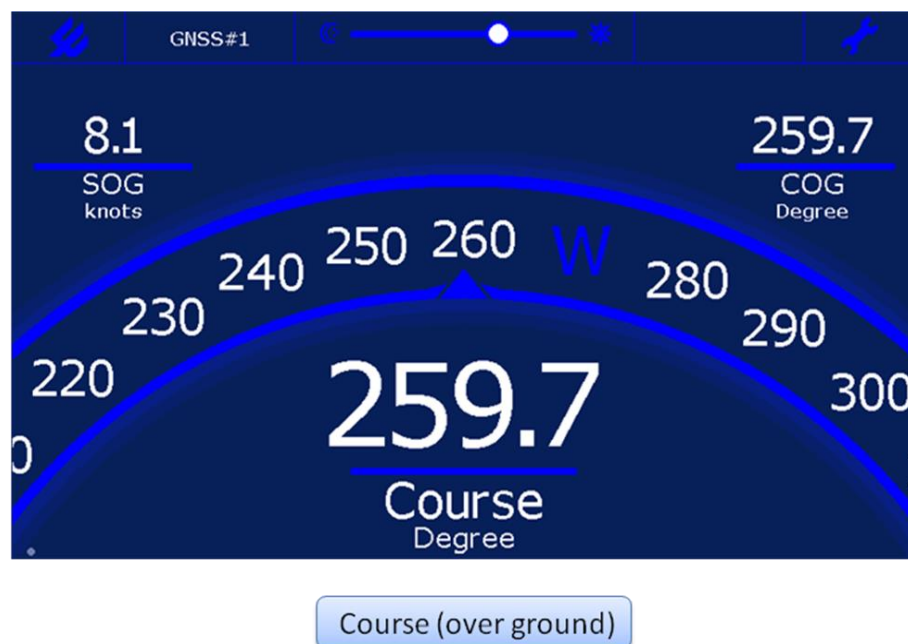 GNSS#1
8.1
SOG
knots
259.7
COG
Degree
220 230 240 250 260 W 280 290 300
259.7
Course
Degree
Course (over ground)